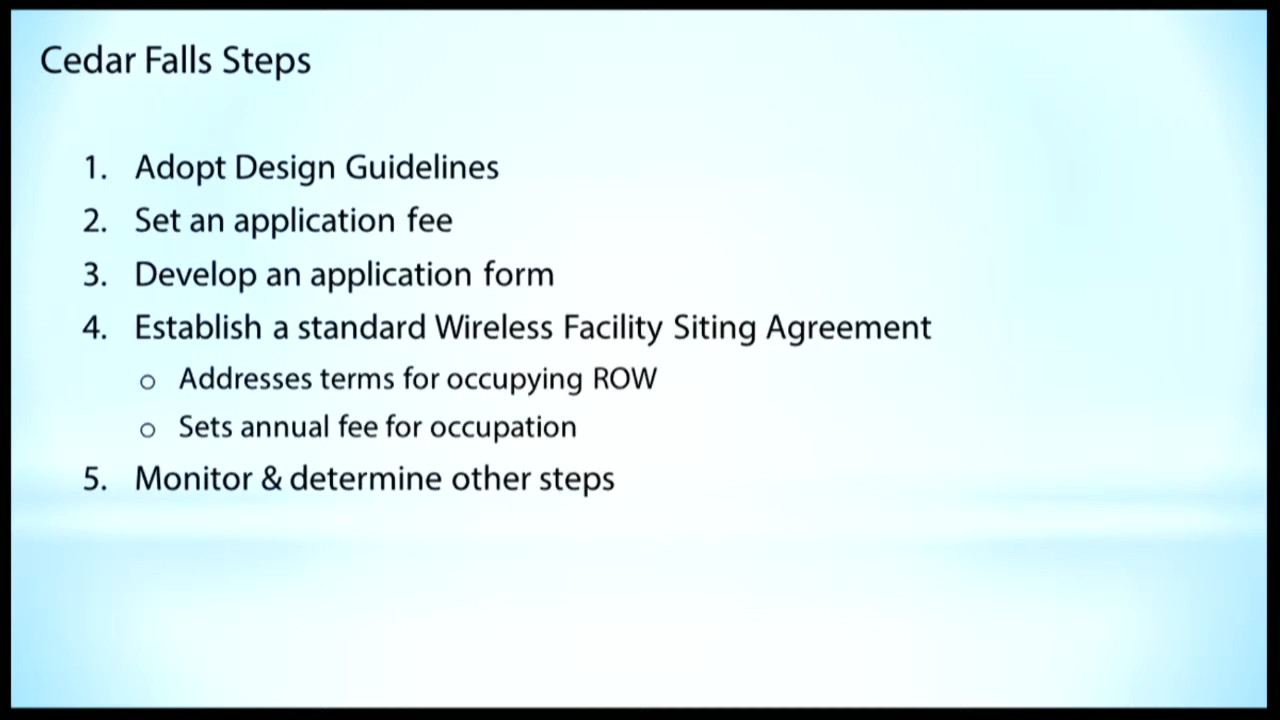 Cedar Falls Steps
1. Adopt Design Guidelines
2. Set an application fee
3. Develop an application form
4. Establish a standard Wireless Facility Siting Agreement
o Addresses terms for occupying ROW
o Sets annual fee for occupation
5. Monitor & determine other steps